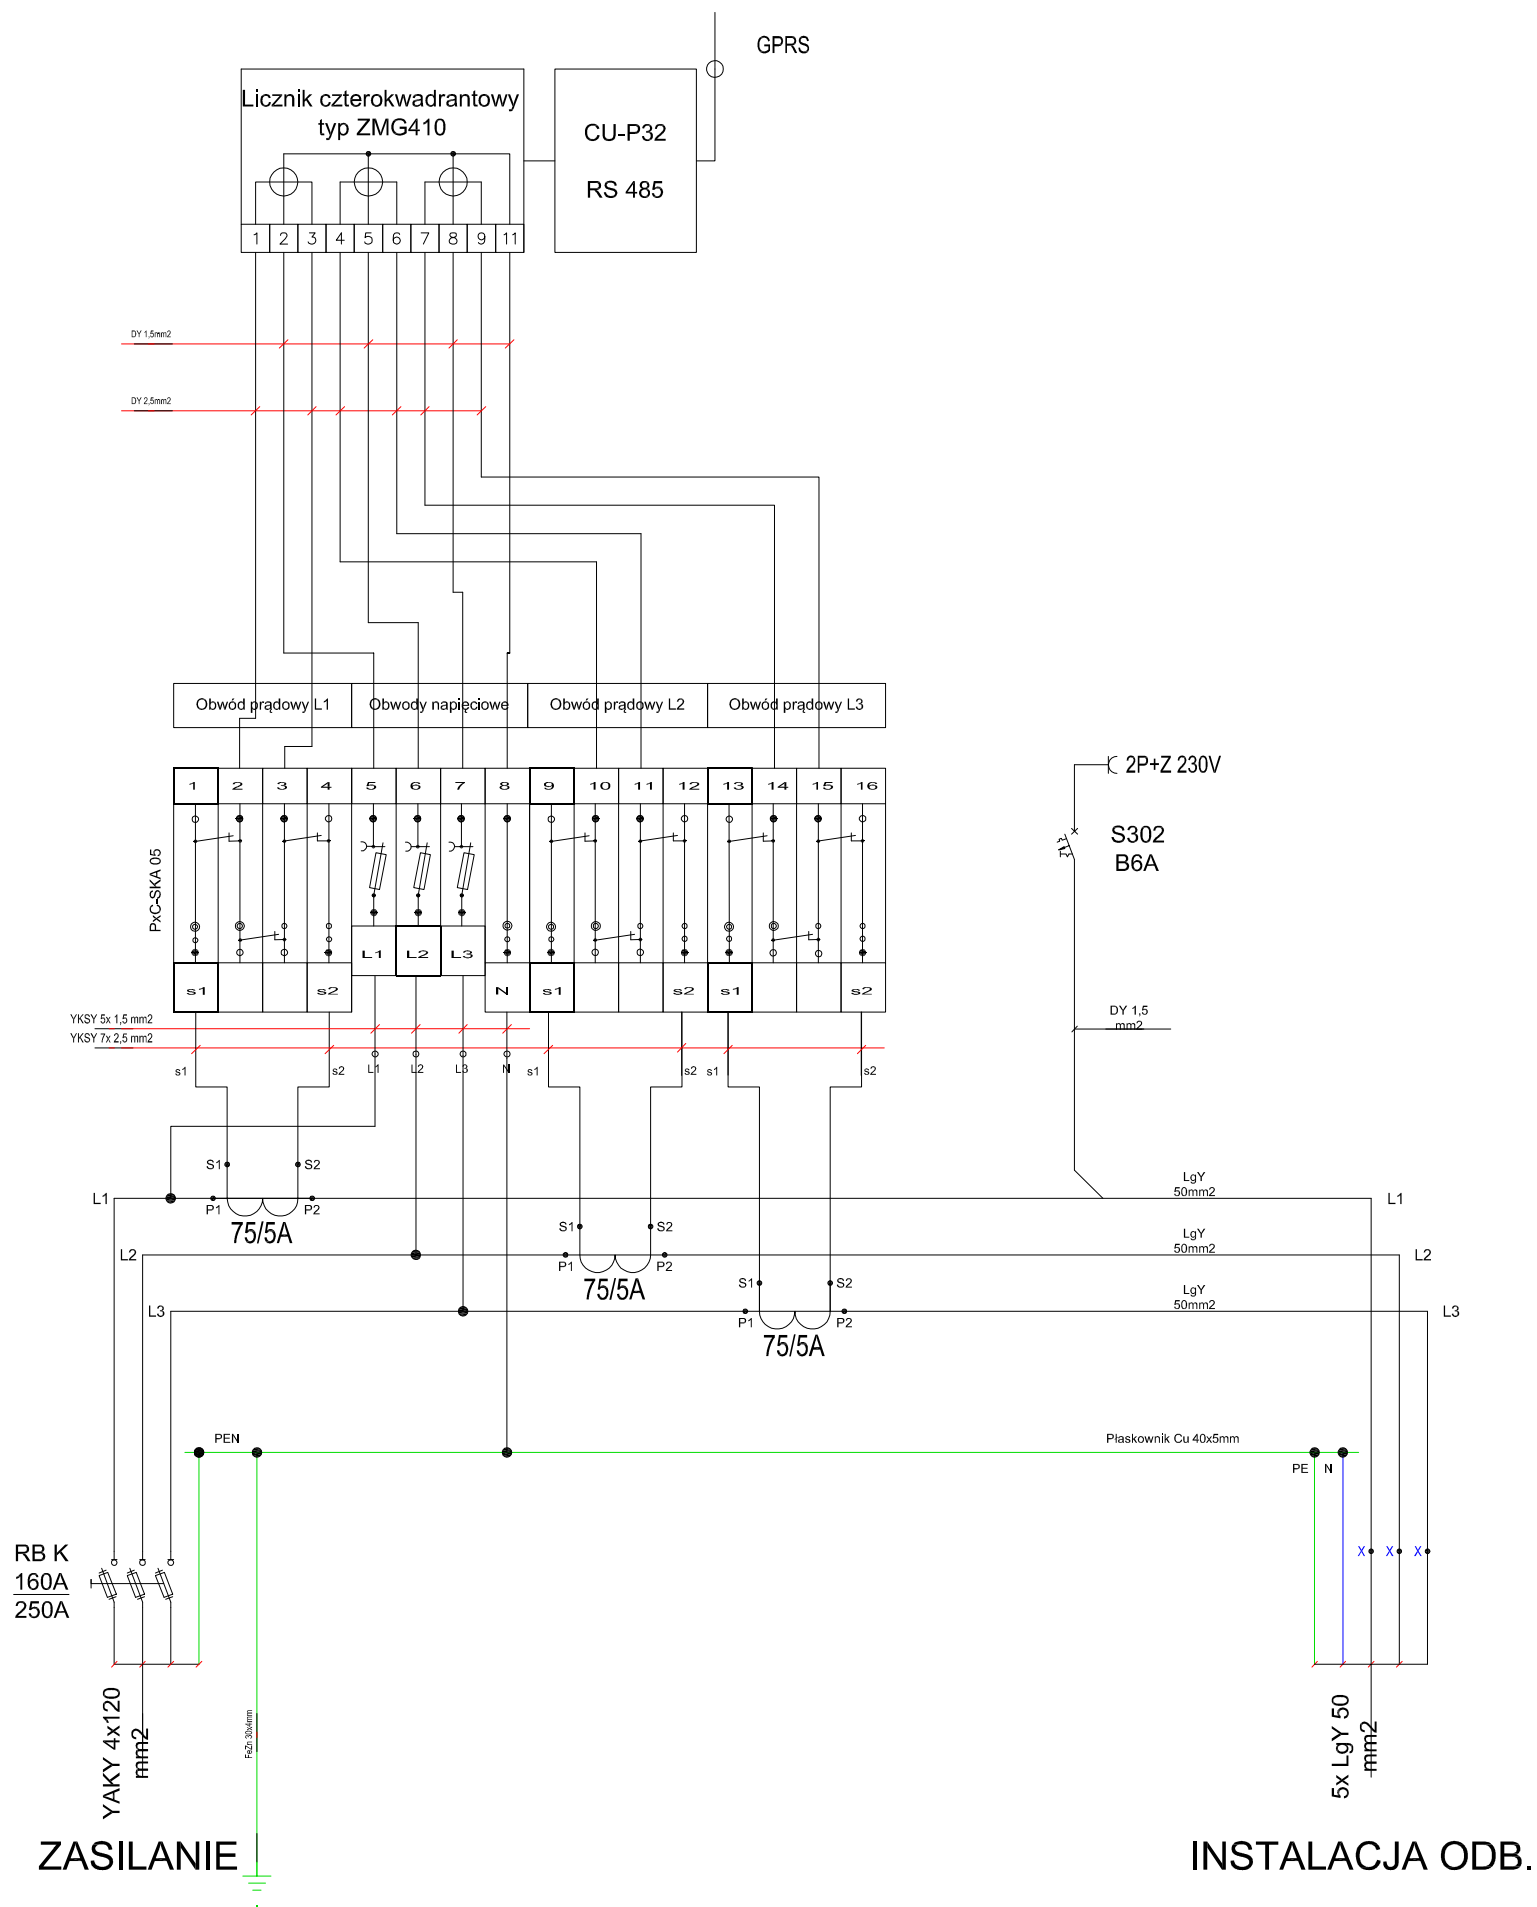 GPRS
Licznik czterokwadrantowy
typ ZMG410
CU-P32
RS 485
1 2 3 4 5 6 7 8 9 11
DY 1,5mm2
DY 2,5mm2
Obwód prądowy L1 Obwody napięciowe Obwód prądowy L2 Obwód prądowy L3
2P+Z 230V
1 2 3 4 5 6 7 8 9 10 11 12 13 14 15 16
S302
B6A
PxC-SKA 05
L1 L2 L3
s1 s2 N s1 s2 s1 s2
DY 1,5
mm2
YKSY 5x 1,5 mm2
YKSY 7x 2,5 mm2
s1 s2 L1 L2 L3 N s1 s2 s1 s2
S1 S2
LgY
50mm2
L1 P1 P2 L1
75/5A
S1 S2
LgY
50mm2
L2 P1 P2 L2
75/5A
S1 S2
LgY
50mm2
L3 P1 P2 L3
75/5A
PEN
Płaskownik Cu 40x5mm
PE N
X X X
RB K
160A
250A
YAKY 4x120
mm2
FeZn 30x4mm
5x LgY 50
mm2
ZASILANIE
INSTALACJA ODB.